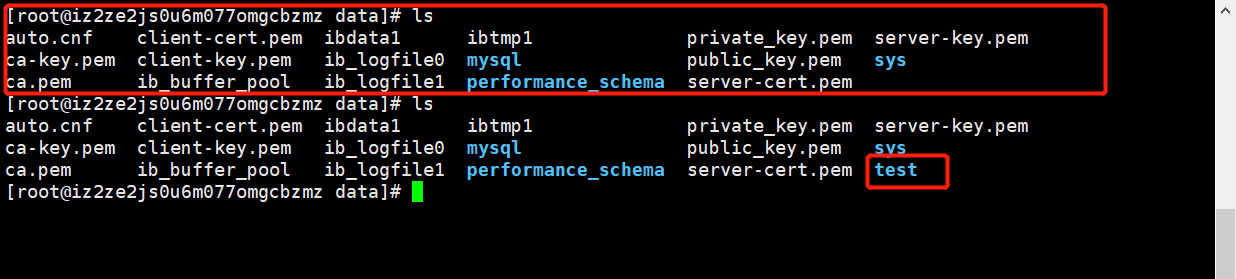 [root@iz2ze2js0u6m077omgcbzmz data]# ls
auto.cnf client-cert.pem ibdata1 ibtmp1 private_key.pem server-key.pem
ca-key.pem client-key.pem ib_logfile0 mysql public_key.pem sys
ca.pem ib_buffer_pool ib_logfile1 performance_schema server-cert.pem
[root@iz2ze2js0u6m077omgcbzmz data]# ls
auto.cnf client-cert.pem ibdata1 ibtmp1 private_key.pem server-key.pem
ca-key.pem client-key.pem ib_logfile0 mysql public_key.pem sys
ca.pem ib_buffer_pool ib_logfile1 performance_schema server-cert.pem test
[root@iz2ze2js0u6m077omgcbzmz data]#